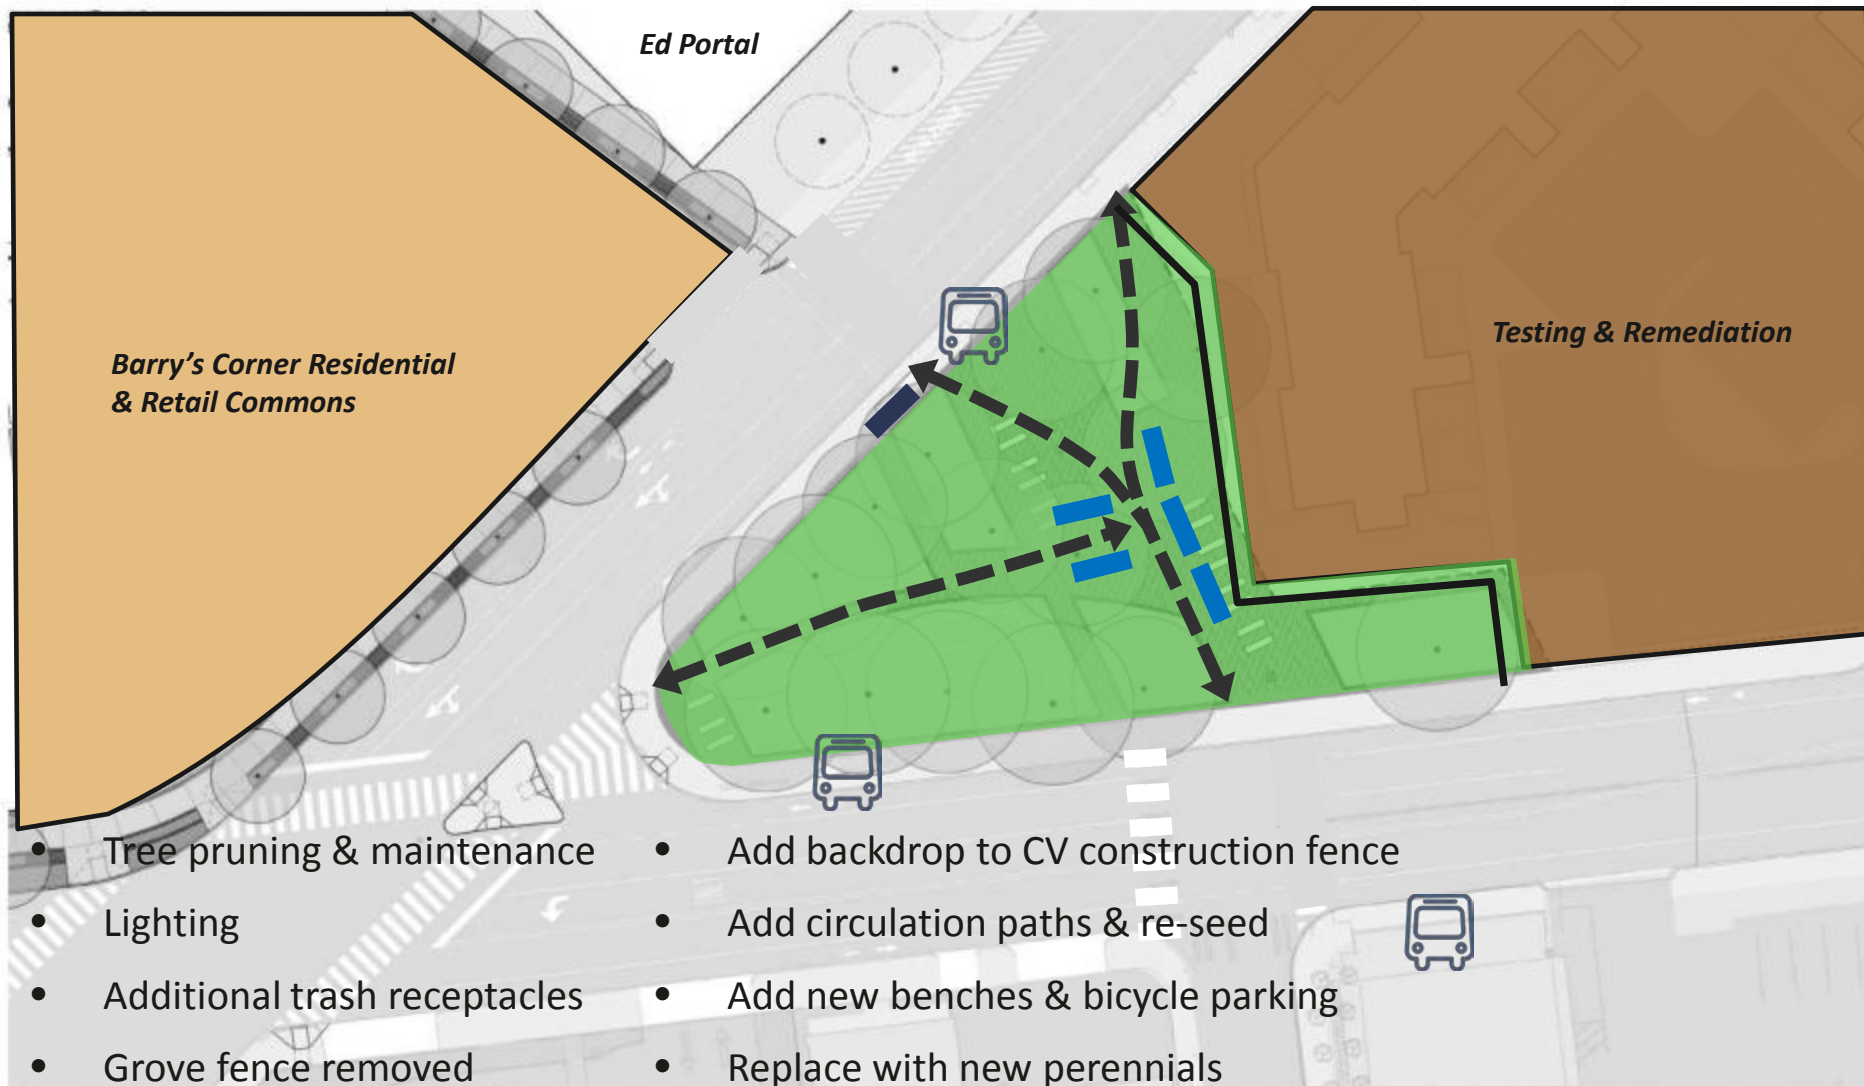 Ed Portal
Barry’s Corner Residential
& Retail Commons
Testing & Remediation
• Tree pruning & maintenance
• Lighting
• Additional trash receptacles
• Grove fence removed
• Add backdrop to CV construction fence
• Add circulation paths & re-seed
• Add new benches & bicycle parking
• Replace with new perennials